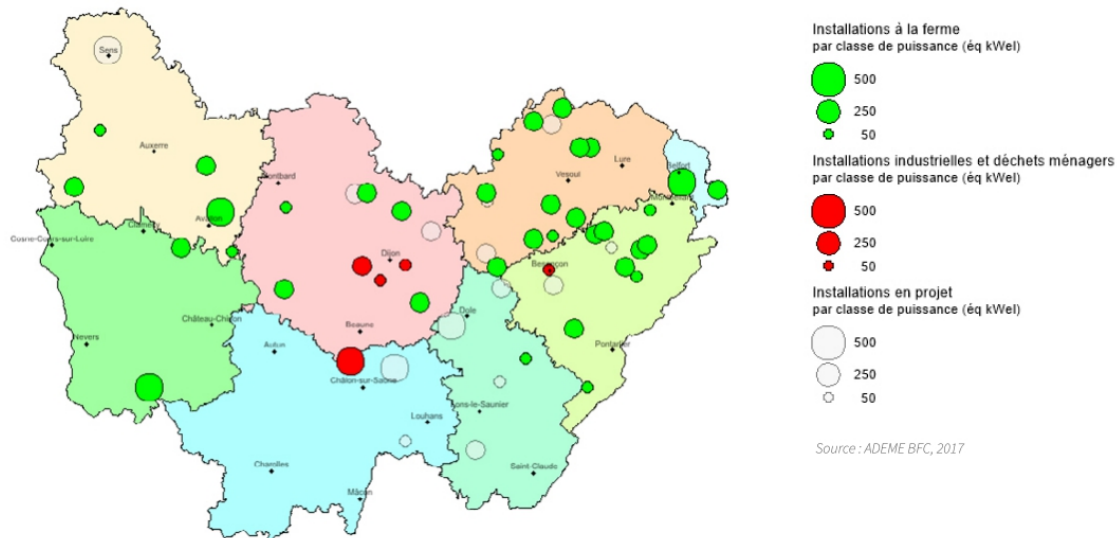 Sens
Auxerre
Montbard
Lure
Vesoul
Belfort
Montbéliard
Avallon
Clamecy
Cosne-Cours-sur-Loire
Dijon
Besançon
Château-Chinon
Dole
Beaune
Nevers
Autun
Pontarlier
Châlon-sur-Saône
Lons-le-Saunier
Louhans
Charolles
Saint-Claude
Mâcon
Installations à la ferme
par classe de puissance (éq kWel)
500
250
50
Installations industrielles et déchets ménagers
par classe de puissance (éq kWel)
500
250
50
Installations en projet
par classe de puissance (éq kWel)
500
250
50
Source : ADEME BFC, 2017